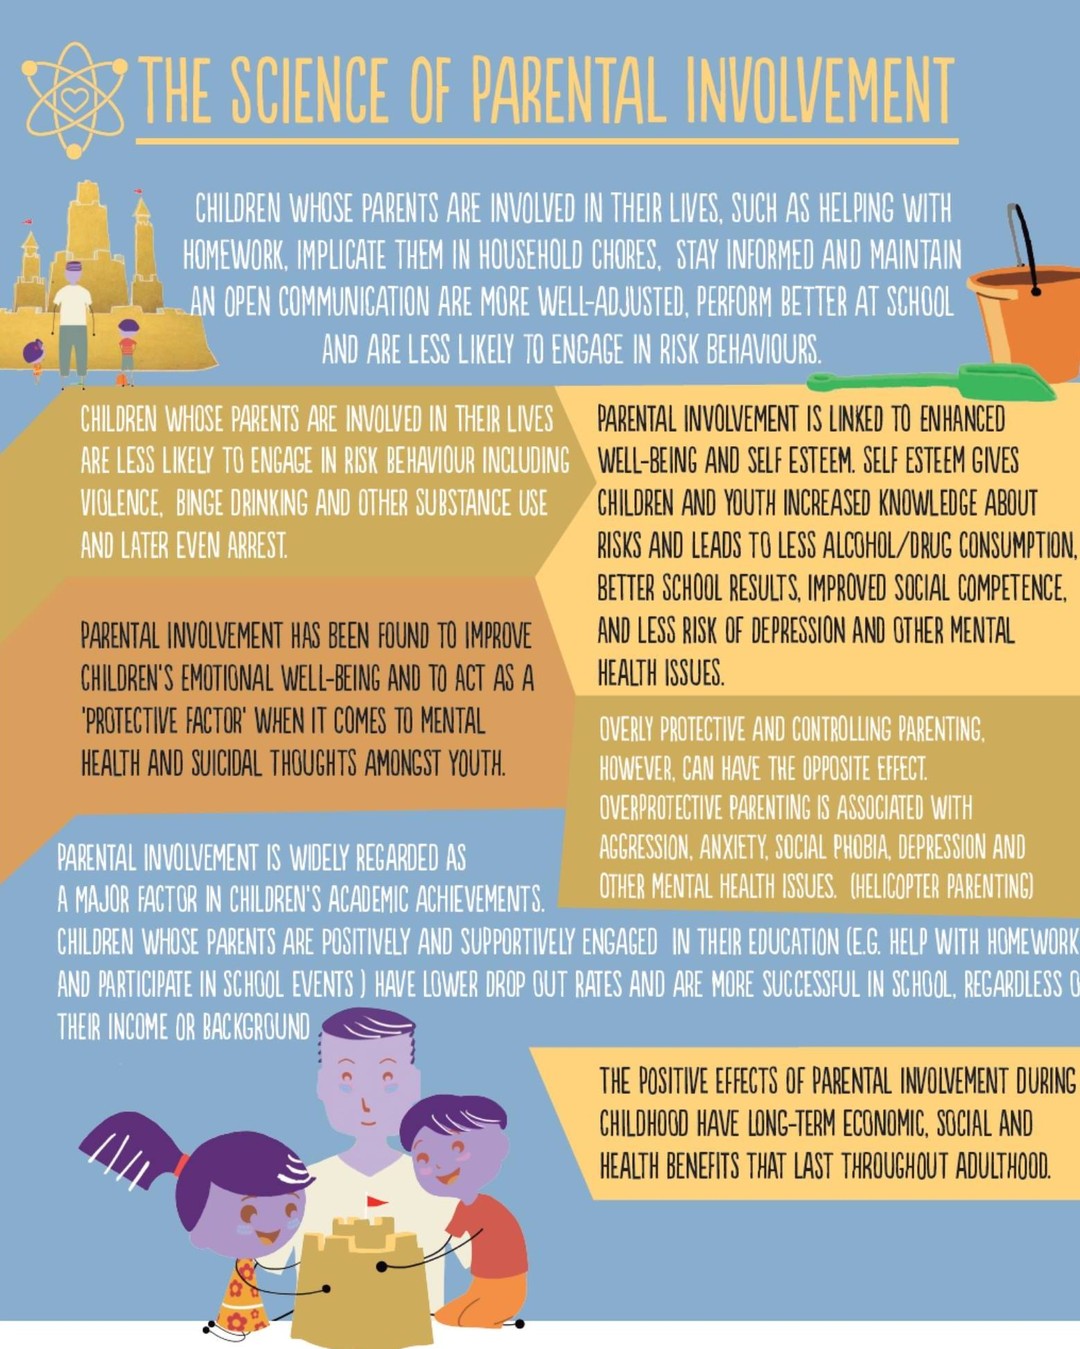 THE SCIENCE OF PARENTAL INVOLVEMENT
CHILDREN WHOSE PARENTS ARE INVOLVED IN THEIR LIVES, SUCH AS HELPING WITH
HOMEWORK, IMPLICATE THEM IN HOUSEHOLD CHORES, STAY INFORMED AND MAINTAIN
AN OPEN COMMUNICATION ARE MORE WELL-ADJUSTED, PERFORM BETTER AT SCHOOL
AND ARE LESS LIKELY TO ENGAGE IN RISK BEHAVIOURS.
CHILDREN WHOSE PARENTS ARE INVOLVED IN THEIR LIVES
ARE LESS LIKELY TO ENGAGE IN RISK BEHAVIOUR INCLUDING
VIOLENCE, BINGE DRINKING AND OTHER SUBSTANCE USE
AND LATER EVEN ARREST.
PARENTAL INVOLVEMENT IS LINKED TO ENHANCED
WELL-BEING AND SELF ESTEEM. SELF ESTEEM GIVES
CHILDREN AND YOUTH INCREASED KNOWLEDGE ABOUT
RISKS AND LEADS TO LESS ALCOHOL/DRUG CONSUMPTION,
BETTER SCHOOL RESULTS, IMPROVED SOCIAL COMPETENCE,
AND LESS RISK OF DEPRESSION AND OTHER MENTAL
HEALTH ISSUES.
PARENTAL INVOLVEMENT HAS BEEN FOUND TO IMPROVE
CHILDREN'S EMOTIONAL WELL-BEING AND TO ACT AS A
'PROTECTIVE FACTOR' WHEN IT COMES TO MENTAL
HEALTH AND SUICIDAL THOUGHTS AMONGST YOUTH.
OVERLY PROTECTIVE AND CONTROLLING PARENTING,
HOWEVER, CAN HAVE THE OPPOSITE EFFECT.
OVERPROTECTIVE PARENTING IS ASSOCIATED WITH
AGGRESSION, ANXIETY, SOCIAL PHOBIA, DEPRESSION AND
OTHER MENTAL HEALTH ISSUES. (HELICOPTER PARENTING)
PARENTAL INVOLVEMENT IS WIDELY REGARDED AS
A MAJOR FACTOR IN CHILDREN'S ACADEMIC ACHIEVEMENTS.
CHILDREN WHOSE PARENTS ARE POSITIVELY AND SUPPORTIVELY ENGAGED IN THEIR EDUCATION (E.G. HELP WITH HOMEWORK
AND PARTICIPATE IN SCHOOL EVENTS ) HAVE LOWER DROP OUT RATES AND ARE MORE SUCCESSFUL IN SCHOOL, REGARDLESS
THEIR INCOME OR BACKGROUND
THE POSITIVE EFFECTS OF PARENTAL INVOLVEMENT DURING
CHILDHOOD HAVE LONG-TERM ECONOMIC, SOCIAL AND
HEALTH BENEFITS THAT LAST THROUGHOUT ADULTHOOD.